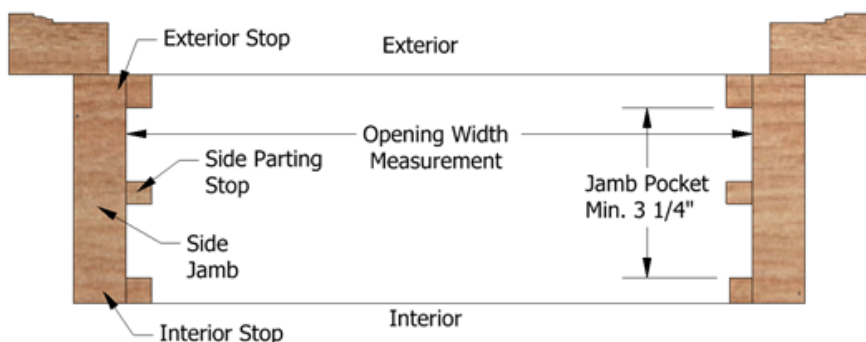 Exterior Stop
Exterior
Opening Width
Measurement
Side Parting
Stop
Jamb Pocket
Min. 3 1/4"
Side
Jamb
Interior Stop
Interior